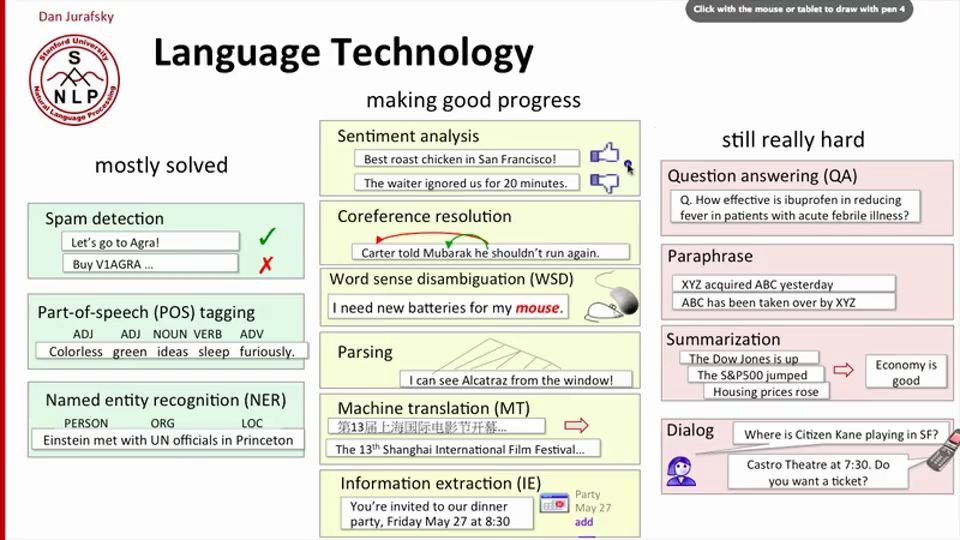 Dan Jurafsky
Click with the mouse or tablet to draw with pen 4
Stanford University
S
NLP
Natural Language Processing
Language Technology
mostly solved
Spam detection
Let's go to Agra!
✓
Buy V1AGRA …
✗
Part-of-speech (POS) tagging
ADJ ADJ NOUN VERB ADV
Colorless green ideas sleep furiously.
Named entity recognition (NER)
PERSON ORG LOC
Einstein met with UN officials in Princeton
making good progress
Sentiment analysis
Best roast chicken in San Francisco!
The waiter ignored us for 20 minutes.
Coreference resolution
Carter told Mubarak he shouldn't run again.
Word sense disambiguation (WSD)
I need new batteries for my mouse.
Parsing
I can see Alcatraz from the window!
Machine translation (MT)
第13届上海国际电影节开幕…
The 13th Shanghai International Film Festival…
Information extraction (IE)
You're invited to our dinner
party, Friday May 27 at 8:30
Party
May 27
add
still really hard
Question answering (QA)
Q. How effective is ibuprofen in reducing
fever in patients with acute febrile illness?
Paraphrase
XYZ acquired ABC yesterday
ABC has been taken over by XYZ
Summarization
The Dow Jones is up
The S&P500 jumped
Housing prices rose
Economy is
good
Dialog
Where is Citizen Kane playing in SF?
Castro Theatre at 7:30. Do
you want a ticket?